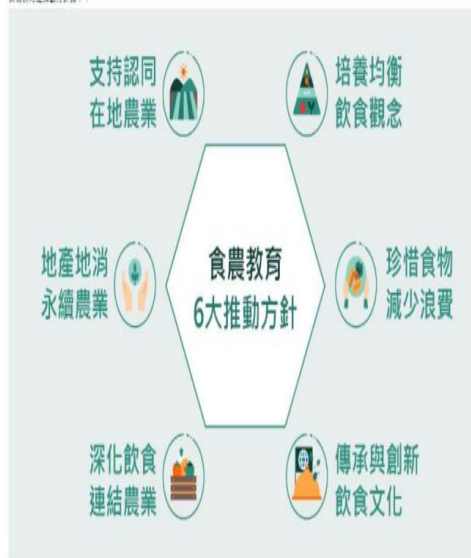 支持認同
在地農業
培養均衡
飲食觀念
地產地消
永續農業
食農教育
6大推動方針
珍惜食物
減少浪費
深化飲食
連結農業
傳承與創新
飲食文化